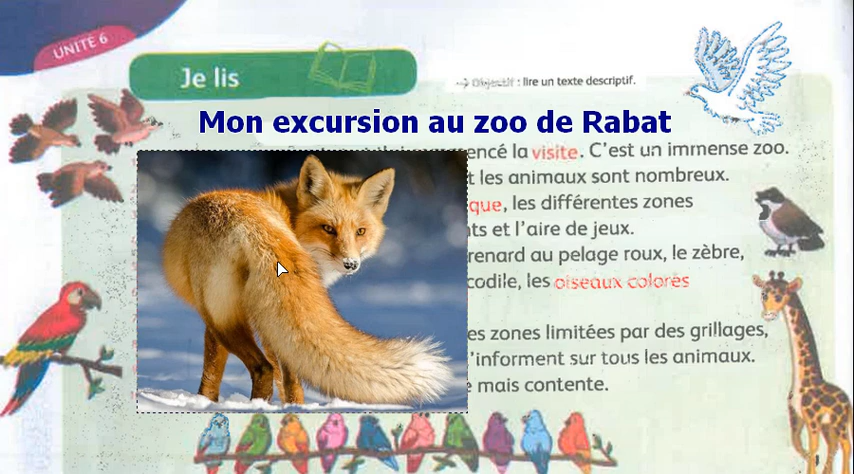 UNITÉ 6
Je lis
Objectif : lire un texte descriptif.
Mon excursion au zoo de Rabat
encé la visite. C'est un immense zoo.
t les animaux sont nombreux.
que, les différentes zones
nts et l'aire de jeux.
renard au pelage roux, le zèbre,
codile, les oiseaux colorés
es zones limitées par des grillages,
'informent sur tous les animaux.
mais contente.